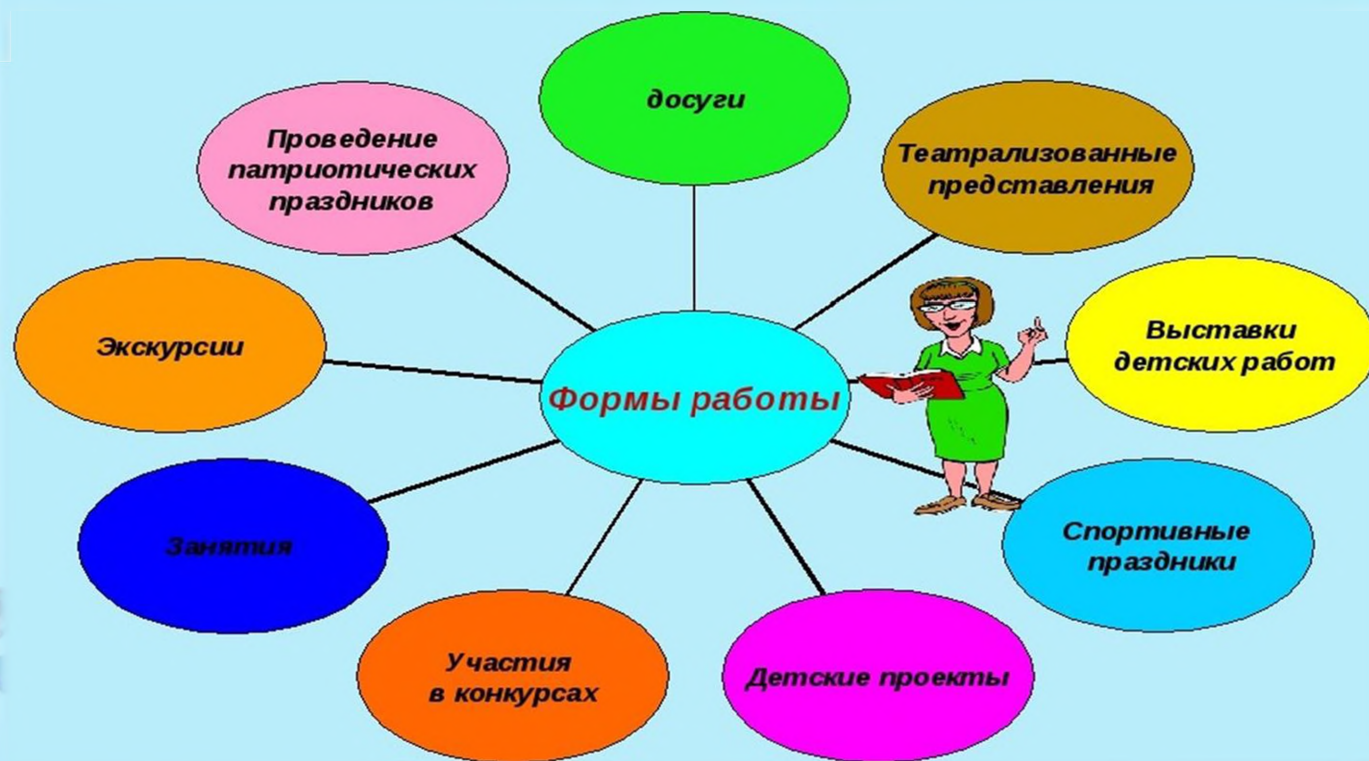 досуги
Театрализованные
представления
Выставки
детских работ
Спортивные
праздники
Детские проекты
Участия
в конкурсах
Занятия
Экскурсии
Проведение
патриотических
праздников
Формы работы